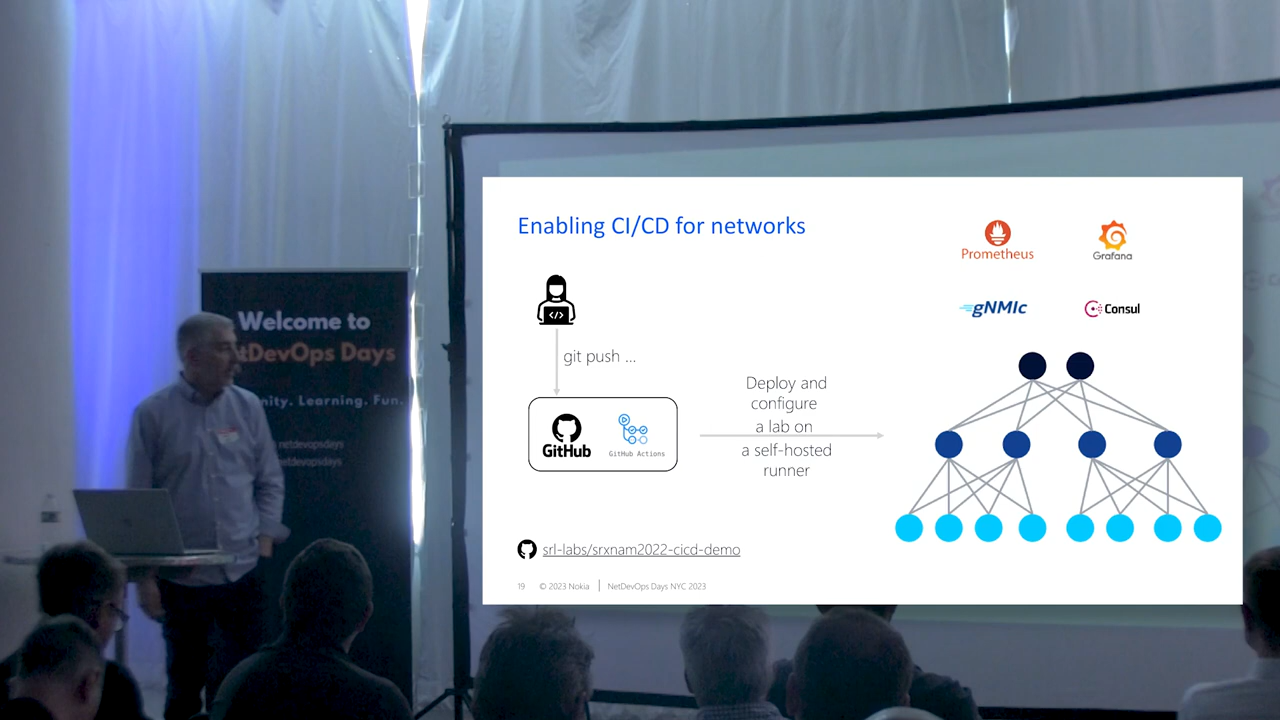 Welcome to
tDevOps Days
nity. Learning. Fun.
netdevopsdays
netdevopsdays
Enabling CI/CD for networks
Prometheus
Grafana
gNMIc
Consul
git push ...
GitHub
GitHub Actions
Deploy and
configure
a lab on
a self-hosted
runner
srl-labs/srxnam2022-cicd-demo
19 © 2023 Nokia | NetDevOps Days NYC 2023